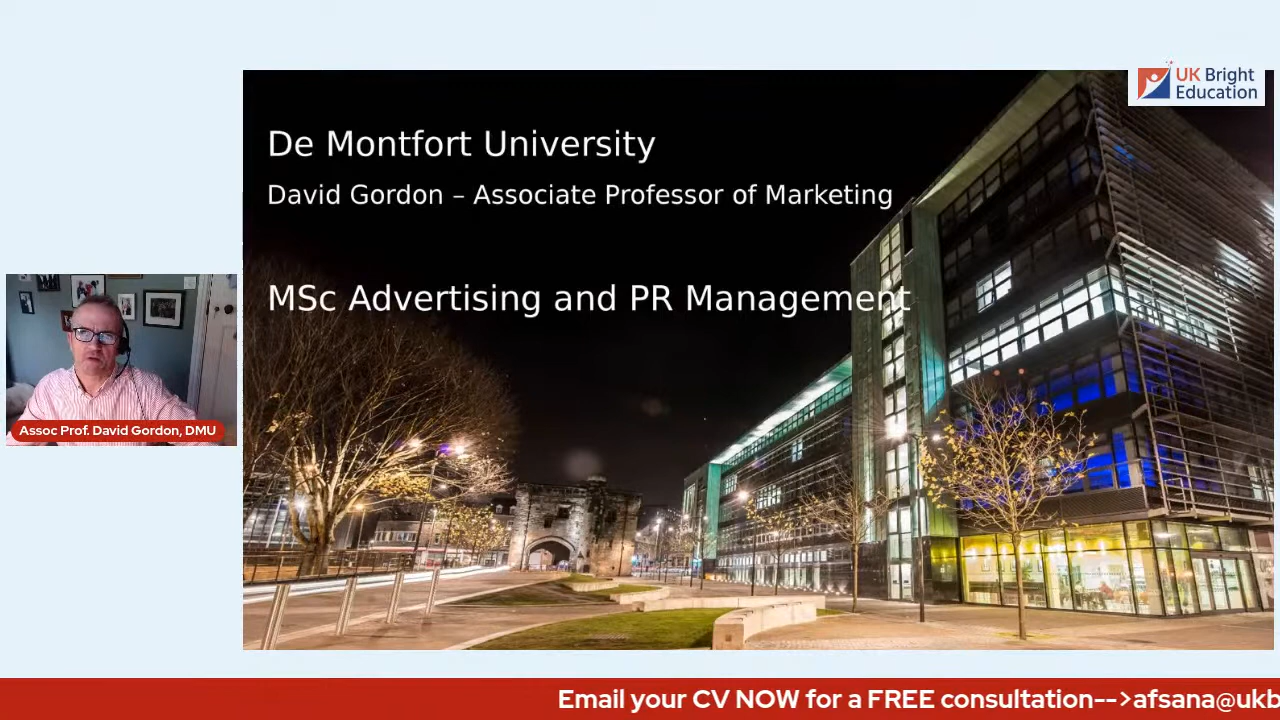 UK Bright
Education
De Montfort University
David Gordon – Associate Professor of Marketing
MSc Advertising and PR Management
Assoc Prof. David Gordon, DMU
Email your CV NOW for a FREE consultation-->afsana@ukb